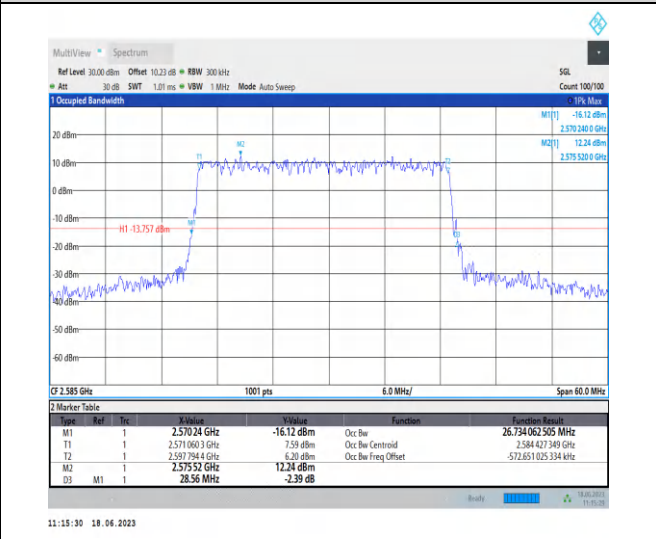 MultiView Spectrum
Ref Level 30.00 dBm Offset 10.23 dB RBW 300 kHz SGL
Att 30 dB SWT 1.01 ms VBW 1 MHz Mode Auto Sweep Count 100/100
1 Occupied Bandwidth 1Pk Max
M1[1] -16.12 dBm
2.570 240 0 GHz
M2[1] 12.24 dBm
2.575 520 0 GHz
20 dBm
M2
T1
T2
10 dBm
0 dBm
-10 dBm
M1
H1 -13.757 dBm
D3
-20 dBm
-30 dBm
-40 dBm
-50 dBm
-60 dBm
CF 2.585 GHz 1001 pts 6.0 MHz/ Span 60.0 MHz
2 Marker Table
Type Ref Trc X-Value Y-Value Function Function Result
M1 1 2.570 24 GHz -16.12 dBm Occ Bw 26.734 062 505 MHz
T1 1 2.571 060 3 GHz 7.59 dBm Occ Bw Centroid 2.584 427 349 GHz
T2 1 2.597 794 4 GHz 6.20 dBm Occ Bw Freq Offset -572.651 025 334 kHz
M2 1 2.575 52 GHz 12.24 dBm
D3 M1 1 28.56 MHz -2.39 dB
Ready 18.06.2023
11:15:30 18.06.2023